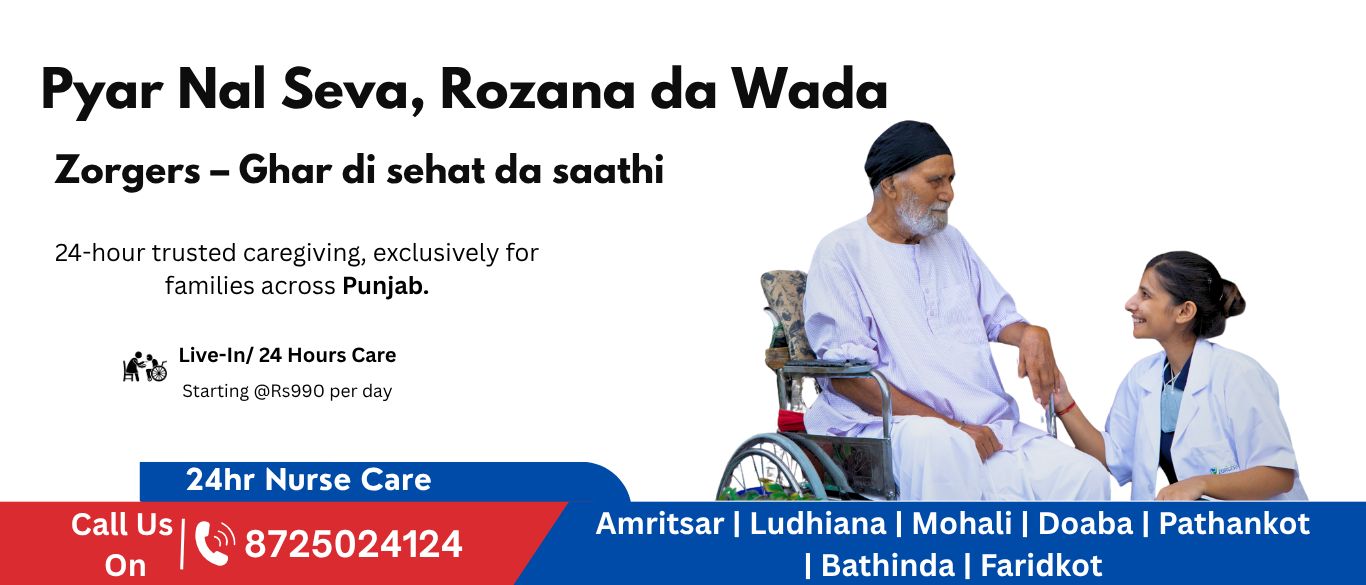 Pyar Nal Seva, Rozana da Wada
Zorgers – Ghar di sehat da saathi
24-hour trusted caregiving, exclusively for
families across Punjab.
Live-In/ 24 Hours Care
Starting @Rs990 per day
24hr Nurse Care
Call Us
On
8725024124
Amritsar | Ludhiana | Mohali | Doaba | Pathankot
| Bathinda | Faridkot